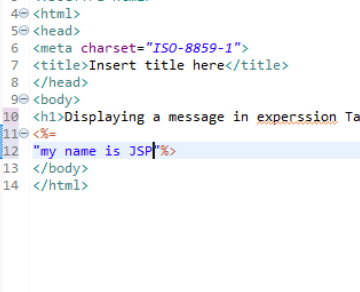 4 <html>
5 <head>
6 <meta charset="ISO-8859-1">
7 <title>Insert title here</title>
8 </head>
9 <body>
10 <h1>Displaying a message in experssion Ta
11 <%=
12 "my name is JSP"%>
13 </body>
14 </html>